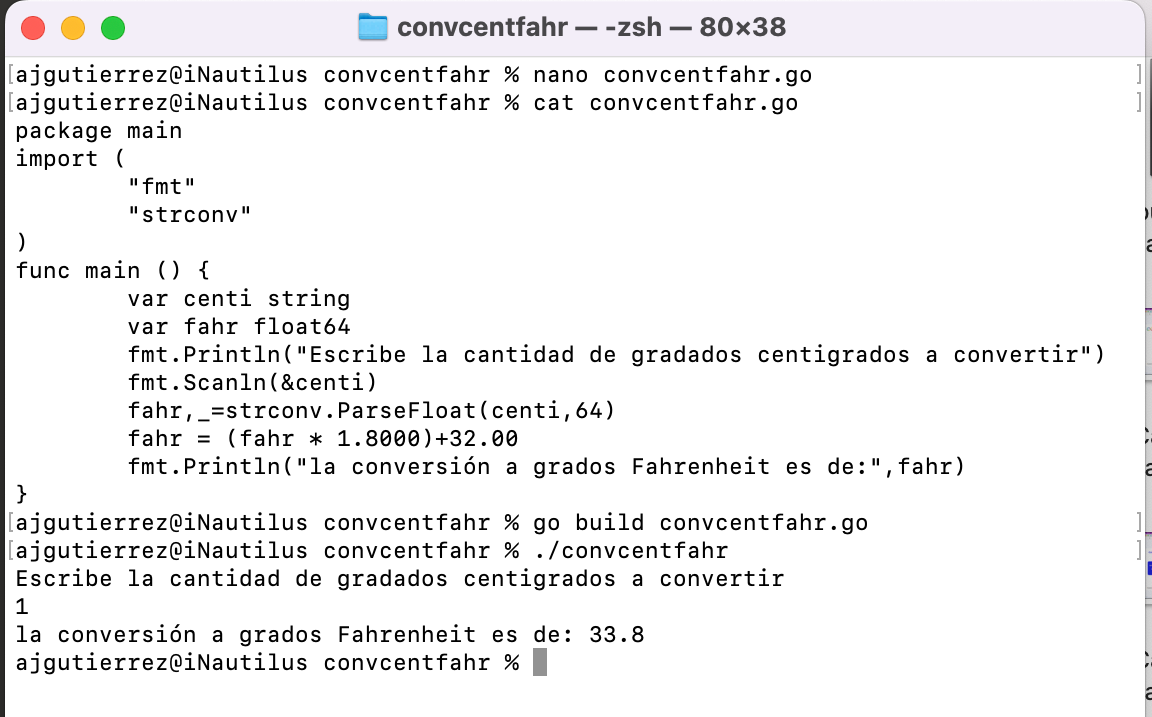 convcentfahr — -zsh — 80×38
[ajgutierrez@iNautilus convcentfahr % nano convcentfahr.go ]
[ajgutierrez@iNautilus convcentfahr % cat convcentfahr.go ]
package main
import (
        "fmt"
        "strconv"
)
func main () {
        var centi string
        var fahr float64
        fmt.Println("Escribe la cantidad de gradados centigrados a convertir")
        fmt.Scanln(&centi)
        fahr,_=strconv.ParseFloat(centi,64)
        fahr = (fahr * 1.8000)+32.00
        fmt.Println("la conversión a grados Fahrenheit es de:",fahr)
}
[ajgutierrez@iNautilus convcentfahr % go build convcentfahr.go ]
[ajgutierrez@iNautilus convcentfahr % ./convcentfahr ]
Escribe la cantidad de gradados centigrados a convertir
1
la conversión a grados Fahrenheit es de: 33.8
ajgutierrez@iNautilus convcentfahr %